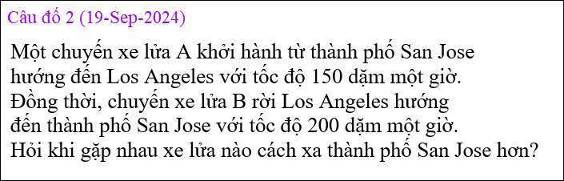 Câu đố 2 (19-Sep-2024)
Một chuyến xe lửa A khởi hành từ thành phố San Jose
hướng đến Los Angeles với tốc độ 150 dặm một giờ.
Đồng thời, chuyến xe lửa B rời Los Angeles hướng
đến thành phố San Jose với tốc độ 200 dặm một giờ.
Hỏi khi gặp nhau xe lửa nào cách xa thành phố San Jose hơn?